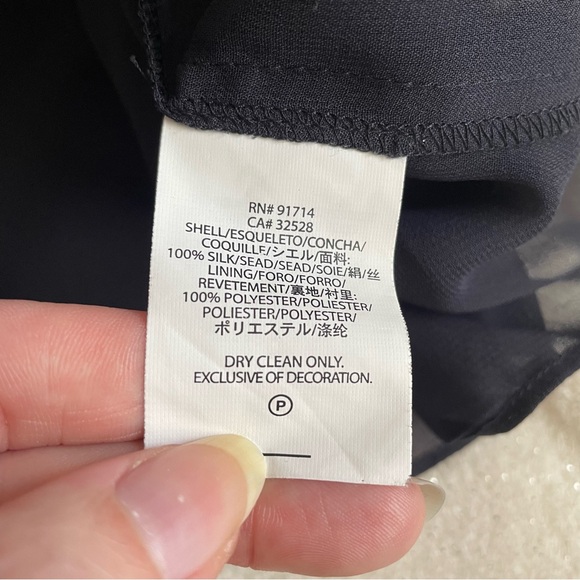 RN# 91714
CA# 32528
SHELL/ESQUELETO/CONCHA/
COQUILLE/シエル/面料:
100% SILK/SEAD/SEAD/SOIE/絹/丝
LINING/FORO/FORRO/
REVETEMENT/裏地/衬里:
100% POLYESTER/POLIESTER/
POLIESTER/POLYESTER/
ポリエステル/涤纶
DRY CLEAN ONLY.
EXCLUSIVE OF DECORATION.
P